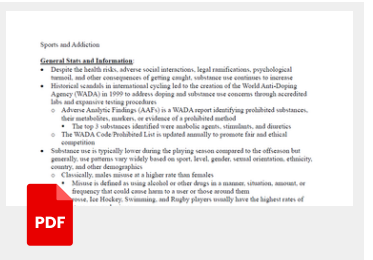 Sports and Addiction
General Stats and Information:
• Despite the health risks, adverse social interactions, legal ramifications, psychological
turmoil, and other consequences of getting caught, substance use continues to increase
• Historical scandals in international cycling led to the creation of the World Anti-Doping
Agency (WADA) in 1999 to address doping and substance use concerns through accredited
labs and expansive testing procedures
o Adverse Analytic Findings (AAFs) is a WADA report identifying prohibited substances,
their metabolites, markers, or evidence of a prohibited method
▪ The top 3 substances identified were anabolic agents, stimulants, and diuretics
o The WADA Code Prohibited List is updated annually to promote fair and ethical
competition
• Substance use is typically lower during the playing season compared to the offseason but
generally, use patterns vary widely based on sport, level, gender, sexual orientation, ethnicity,
country, and other demographics
o Classically, males misuse at a higher rate than females
▪ Misuse is defined as using alcohol or other drugs in a manner, situation, amount, or
frequency that could cause harm to a user or those around them
Ice Hockey, Swimming, and Rugby players usually have the highest rates of
PDF